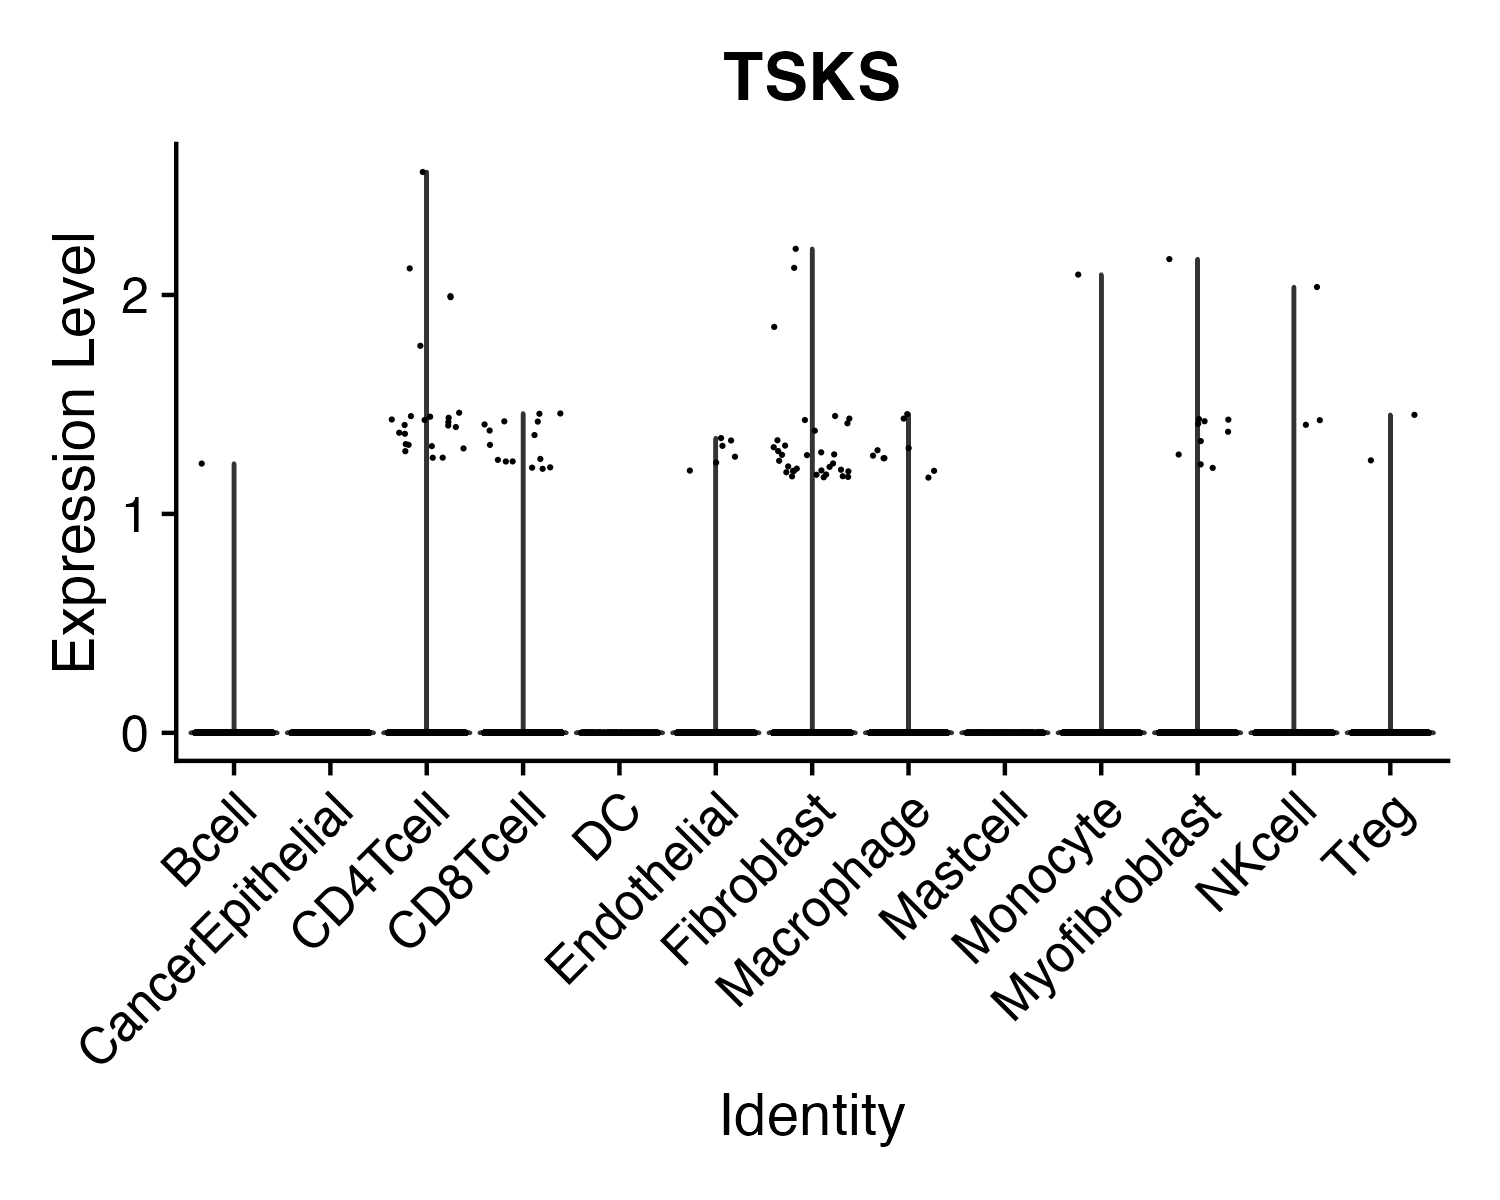 TSKS
Expression Level
2
1
0
Bcell
CancerEpithelial
CD4Tcell
CD8Tcell
DC
Endothelial
Fibroblast
Macrophage
Mastcell
Monocyte
Myofibroblast
NKcell
Treg
Identity